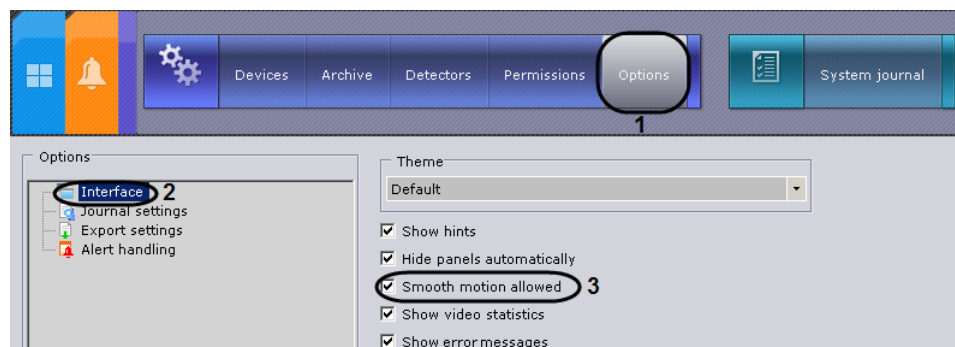 Devices Archive Detectors Permissions Options System journal
1
Options
Interface 2
Journal settings
Export settings
Alert handling
Theme
Default
Show hints
Hide panels automatically
Smooth motion allowed 3
Show video statistics
Show error messages